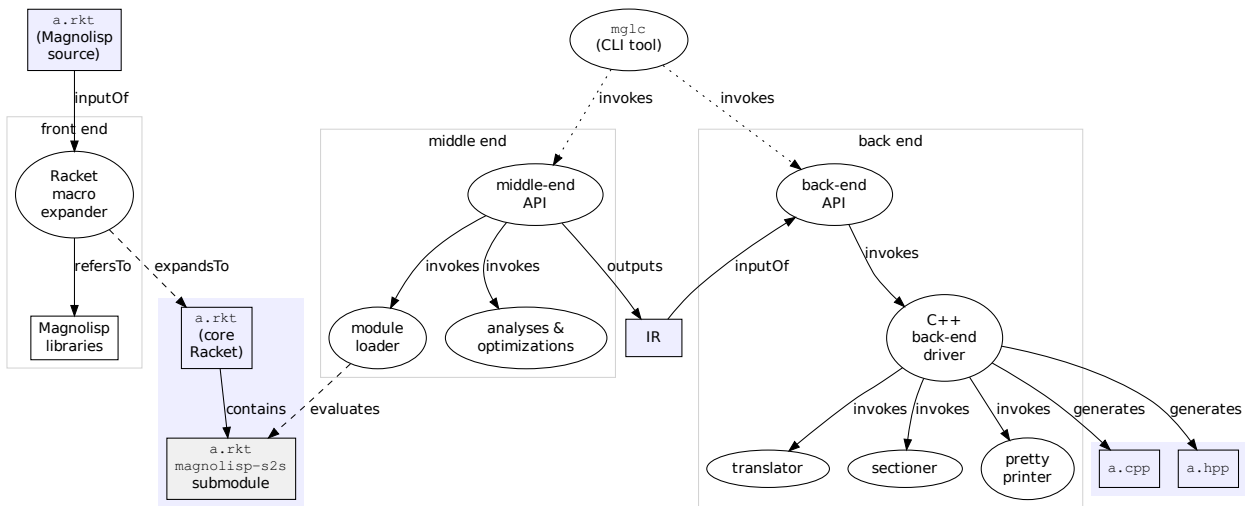 a.rkt
(Magnolisp
source)
mglc
(CLI tool)
inputOf
invokes
invokes
front end
middle end
back end
Racket
macro
expander
middle-end
API
back-end
API
refersTo
expandsTo
invokes
invokes
outputs
inputOf
invokes
Magnolisp
libraries
a.rkt
(core
Racket)
module
loader
analyses &
optimizations
IR
C++
back-end
driver
contains
evaluates
invokes
invokes
invokes
generates
generates
a.rkt
magnolisp-s2s
submodule
translator
sectioner
pretty
printer
a.cpp
a.hpp